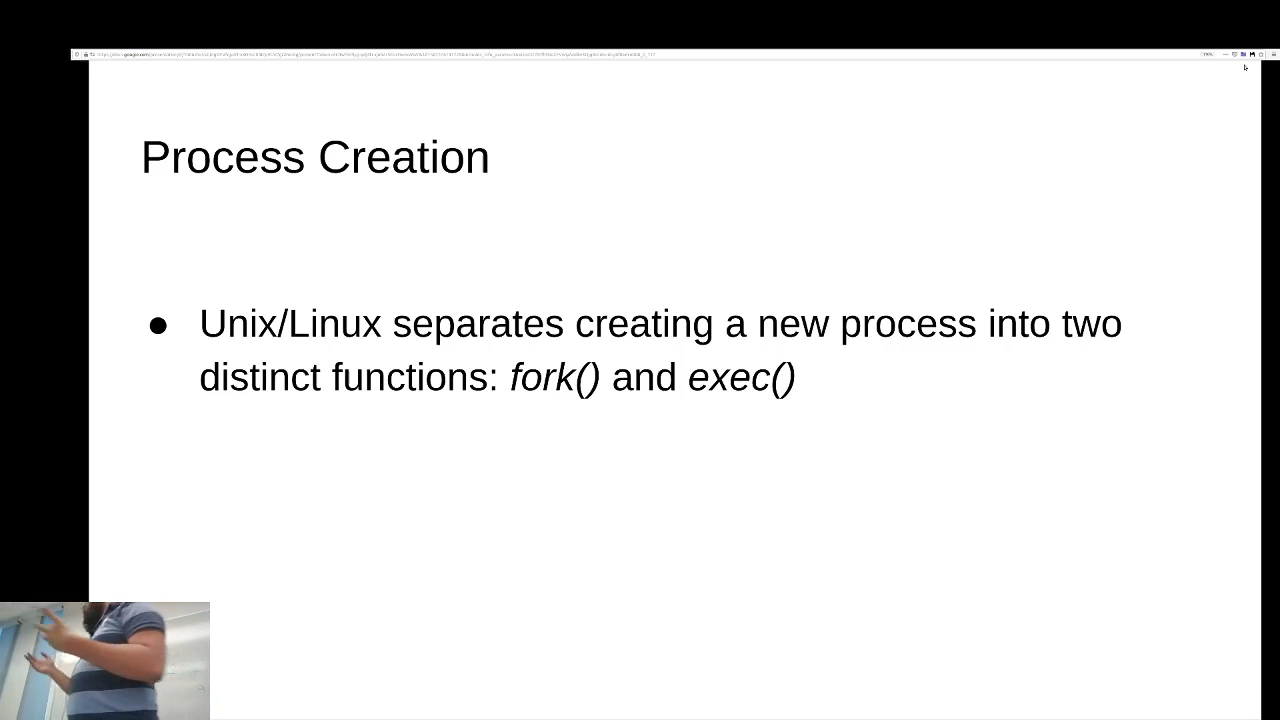 Process Creation
● Unix/Linux separates creating a new process into two
distinct functions: fork() and exec()